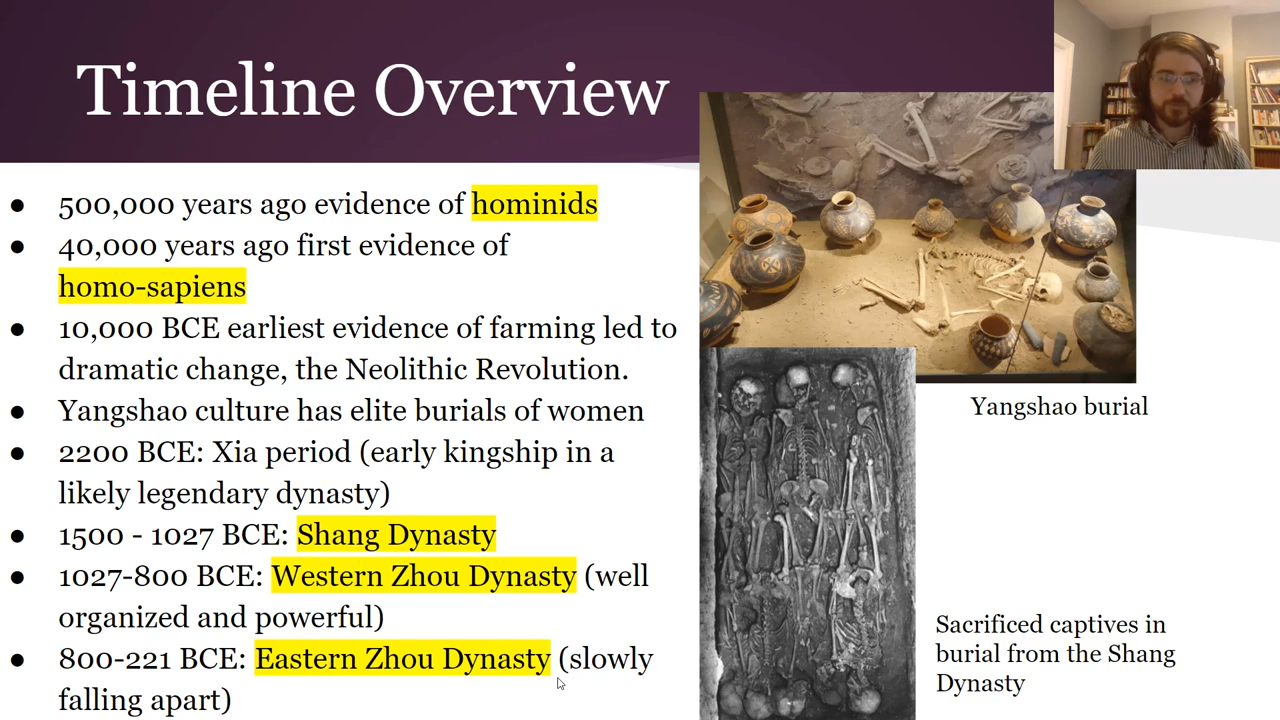 Timeline Overview
● 500,000 years ago evidence of hominids
● 40,000 years ago first evidence of
homo-sapiens
● 10,000 BCE earliest evidence of farming led to
dramatic change, the Neolithic Revolution.
● Yangshao culture has elite burials of women
● 2200 BCE: Xia period (early kingship in a
likely legendary dynasty)
● 1500 - 1027 BCE: Shang Dynasty
● 1027-800 BCE: Western Zhou Dynasty (well
organized and powerful)
● 800-221 BCE: Eastern Zhou Dynasty (slowly
falling apart)
Yangshao burial
Sacrificed captives in
burial from the Shang
Dynasty